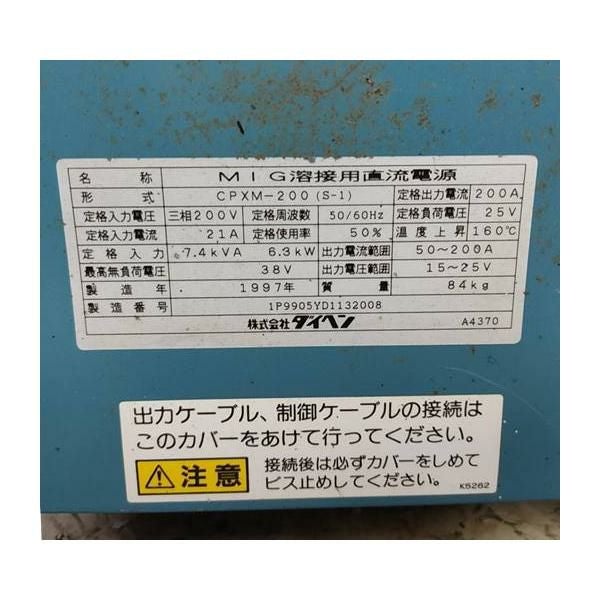 名称 MIG溶接用直流電源
形式 CPXM-200 (S-1) 定格出力電流 200A
定格入力電圧 三相200V 定格周波数 50/60Hz 定格負荷電圧 25V
定格入力電流 21A 定格使用率 50% 温度上昇 160℃
定格入力 7.4kVA 6.3kW 出力電流範囲 50~200A
最高無負荷電圧 38V 出力電圧範囲 15~25V
製造年 1997年 質量 84kg
製造番号 1P9905YD1132008
株式会社ダイヘン A4370
出力ケーブル、制御ケーブルの接続は
このカバーをあけて行ってください。
注意 接続後は必ずカバーをしめて
ビス止めしてください。
K5262